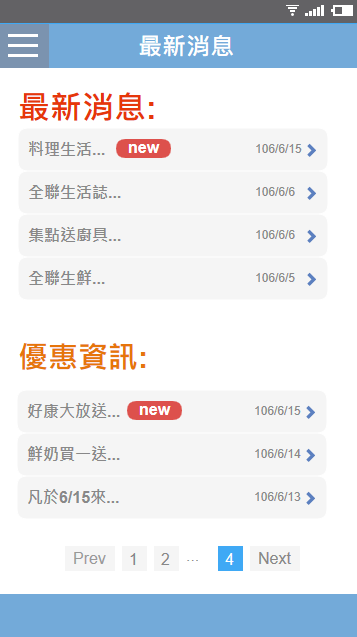 最新消息
最新消息:
料理生活... new 106/6/15
全聯生活誌... 106/6/6
集點送廚具... 106/6/6
全聯生鮮... 106/6/5
優惠資訊:
好康大放送... new 106/6/15
鮮奶買一送... 106/6/14
凡於6/15來... 106/6/13
Prev 1 2 ... 4 Next